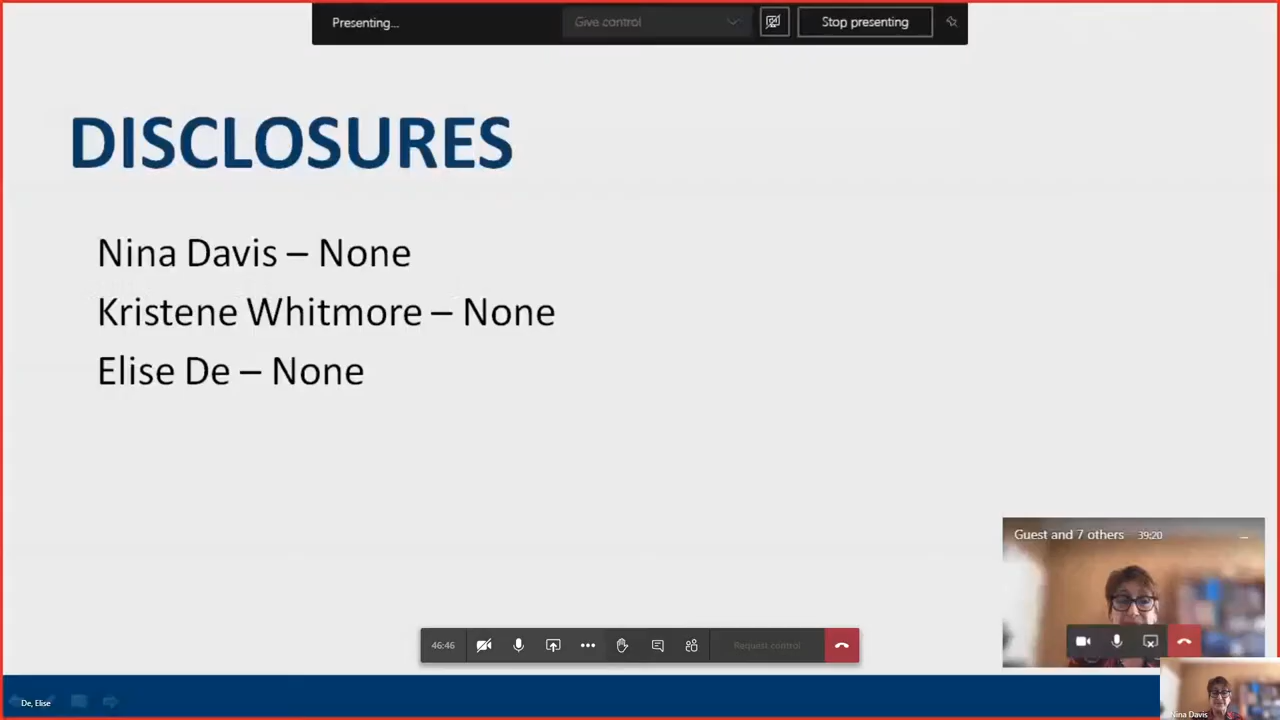 Presenting...
Give control
Stop presenting
DISCLOSURES
Nina Davis – None
Kristene Whitmore – None
Elise De – None
Guest and 7 others 39:20
46:46
Request control
De, Elise
Nina Davis